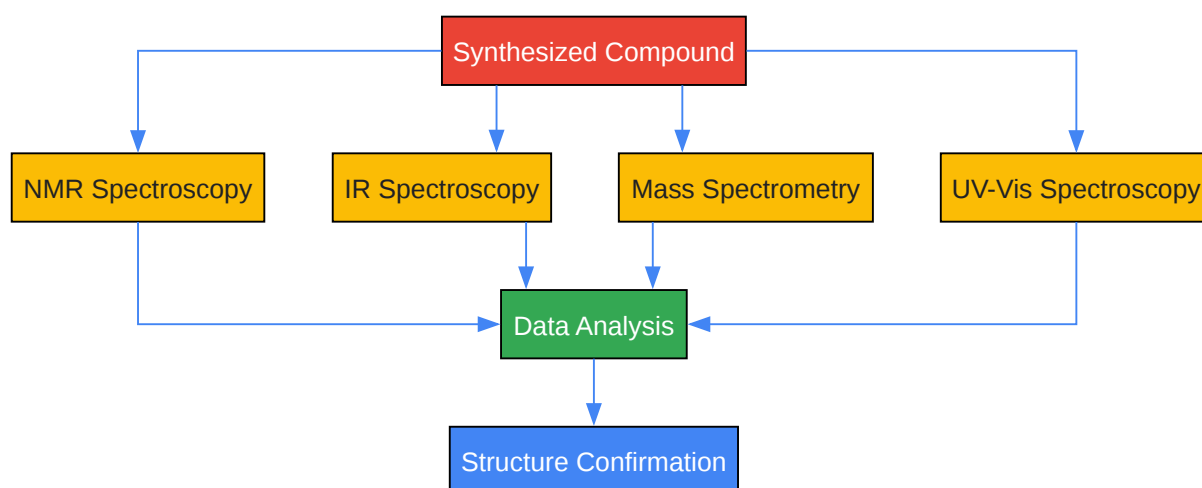 Synthesized Compound
NMR Spectroscopy
IR Spectroscopy
Mass Spectrometry
UV-Vis Spectroscopy
Data Analysis
Structure Confirmation